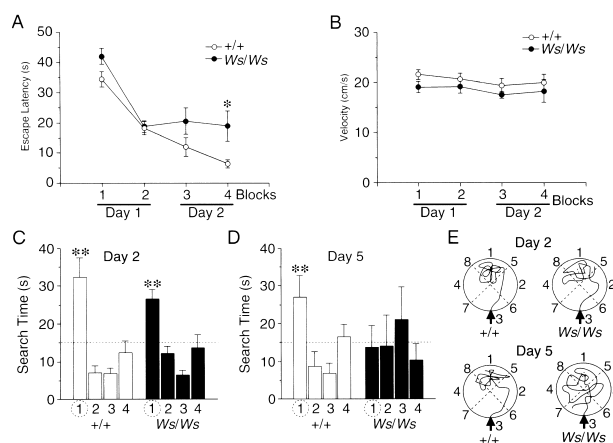 A
+/+
Ws/Ws
Escape Latency (s)
50
40
30
20
10
0
*
1 2 3 4 Blocks
Day 1 Day 2
B
+/+
Ws/Ws
Velocity (cm/s)
30
20
10
0
1 2 3 4 Blocks
Day 1 Day 2
C
Day 2
Search Time (s)
40
30
20
10
0
**
**
1 2 3 4 1 2 3 4
+/+ Ws/Ws
D
Day 5
Search Time (s)
40
30
20
10
0
**
1 2 3 4 1 2 3 4
+/+ Ws/Ws
E
Day 2
1
8 5
4 2
7 6
3
+/+
1
8 5
4 2
7 6
3
Ws/Ws
Day 5
1
8 5
4 2
7 6
3
+/+
1
8 5
4 2
7 6
3
Ws/Ws